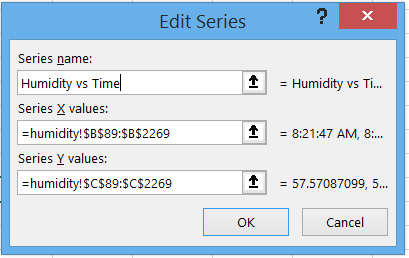 Edit Series
? X
Series name:
Humidity vs Time = Humidity vs Ti...
Series X values:
=humidity!$B$89:$B$2269 = 8:21:47 AM, 8:...
Series Y values:
=humidity!$C$89:$C$2269 = 57.57087099, 5...
OK Cancel